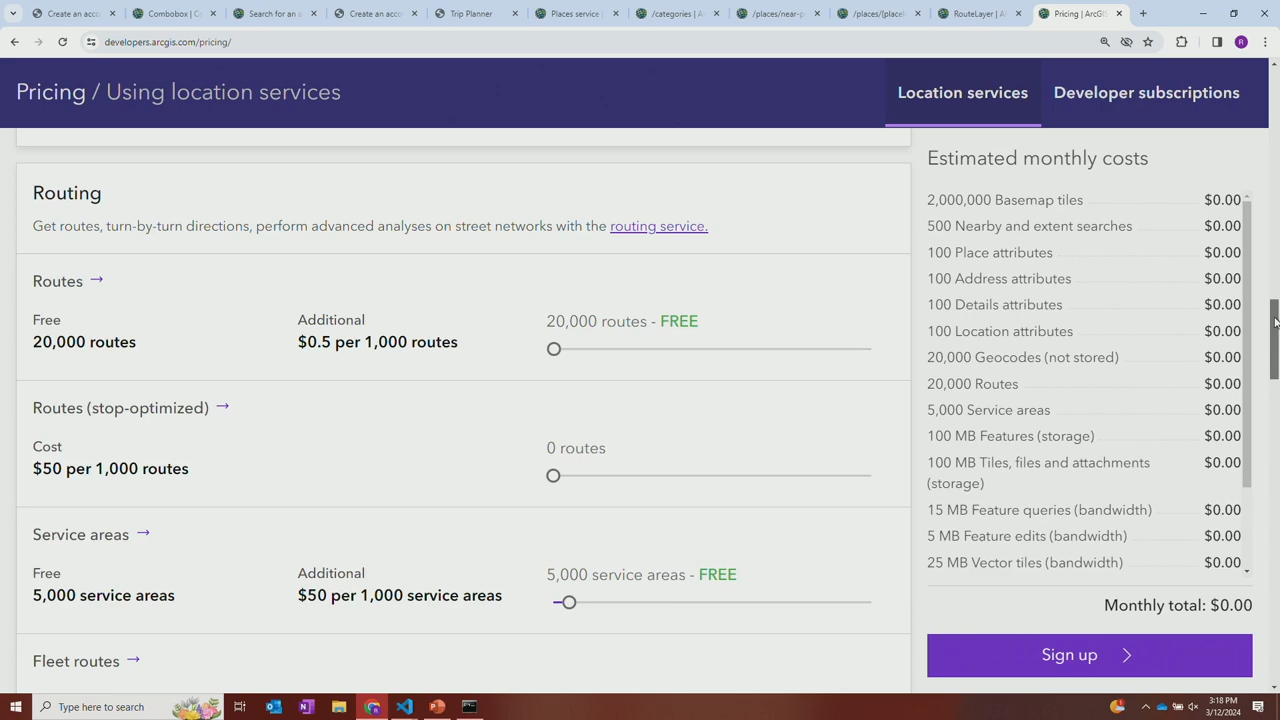 Create an acco
Combobox | C
Search for an a
Create an accou
Trip Planner
Places service |
/categories | A
/places/near-p
/places/{placeI
RouteLayer | A
Pricing | ArcGIS
developers.arcgis.com/pricing/
R
Pricing / Using location services
Location services
Developer subscriptions
Routing
Get routes, turn-by-turn directions, perform advanced analyses on street networks with the routing service.
Routes →
Free
20,000 routes
Additional
$0.5 per 1,000 routes
20,000 routes - FREE
Routes (stop-optimized) →
Cost
$50 per 1,000 routes
0 routes
Service areas →
Free
5,000 service areas
Additional
$50 per 1,000 service areas
5,000 service areas - FREE
Fleet routes →
Estimated monthly costs
2,000,000 Basemap tiles $0.00
500 Nearby and extent searches $0.00
100 Place attributes $0.00
100 Address attributes $0.00
100 Details attributes $0.00
100 Location attributes $0.00
20,000 Geocodes (not stored) $0.00
20,000 Routes $0.00
5,000 Service areas $0.00
100 MB Features (storage) $0.00
100 MB Tiles, files and attachments $0.00
(storage)
15 MB Feature queries (bandwidth) $0.00
5 MB Feature edits (bandwidth) $0.00
25 MB Vector tiles (bandwidth) $0.00
Monthly total: $0.00
Sign up
Type here to search
3:18 PM
3/12/2024